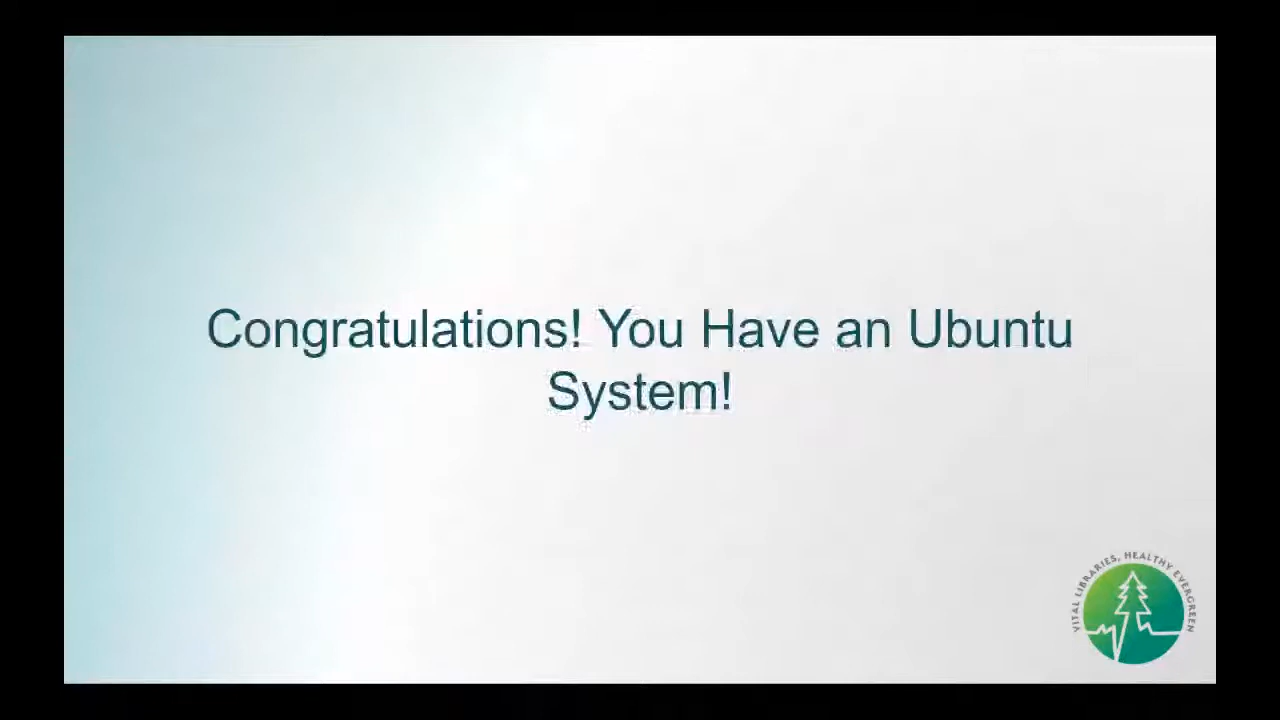 Congratulations! You Have an Ubuntu
System!
VITAL LIBRARIES, HEALTHY EVERGREEN